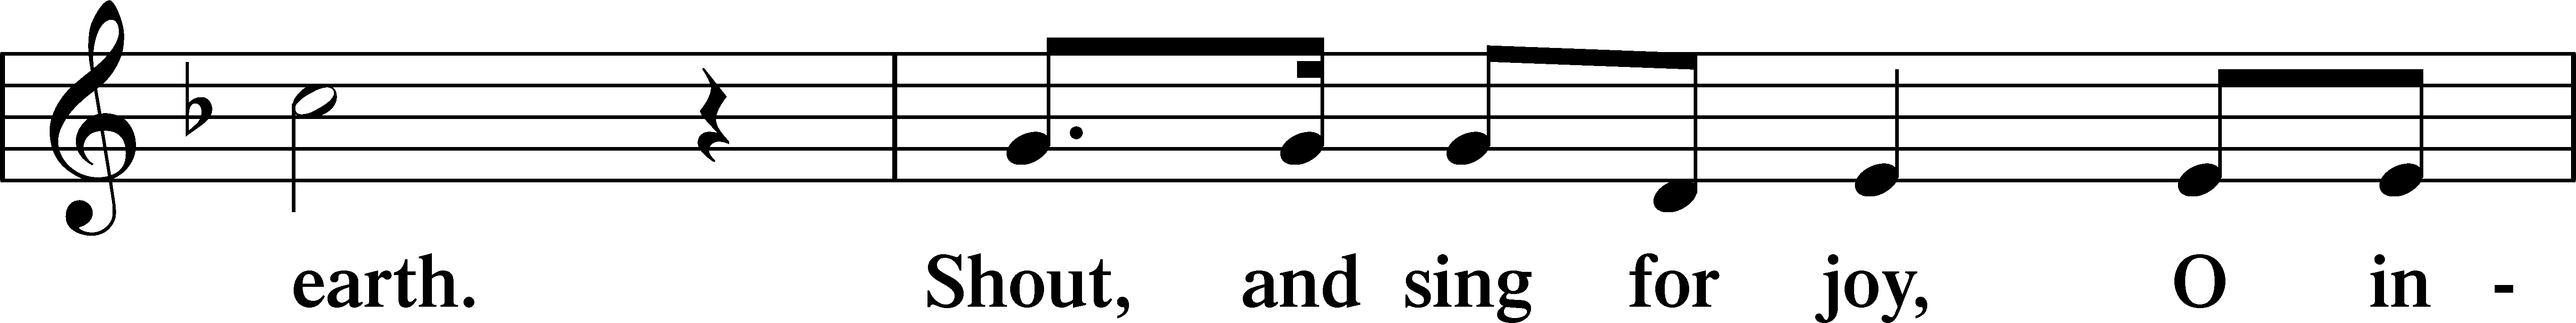 earth. Shout, and sing for joy, O in -